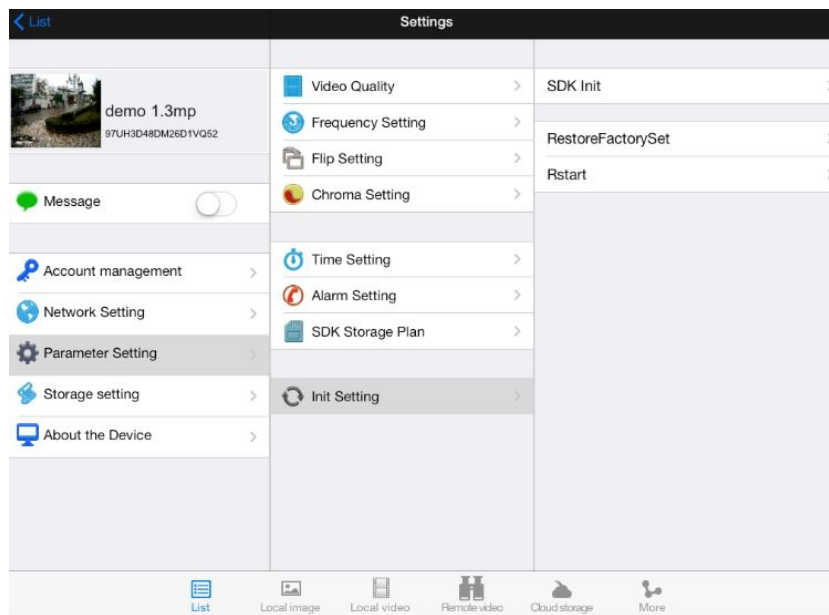 List
Settings
demo 1.3mp
97UH3D48DM26D1VQ52
Message
Account management
Network Setting
Parameter Setting
Storage setting
About the Device
Video Quality
Frequency Setting
Flip Setting
Chroma Setting
Time Setting
Alarm Setting
SDK Storage Plan
Init Setting
SDK Init
RestoreFactorySet
Rstart
List
Local image
Local video
Remote video
Cloud storage
More